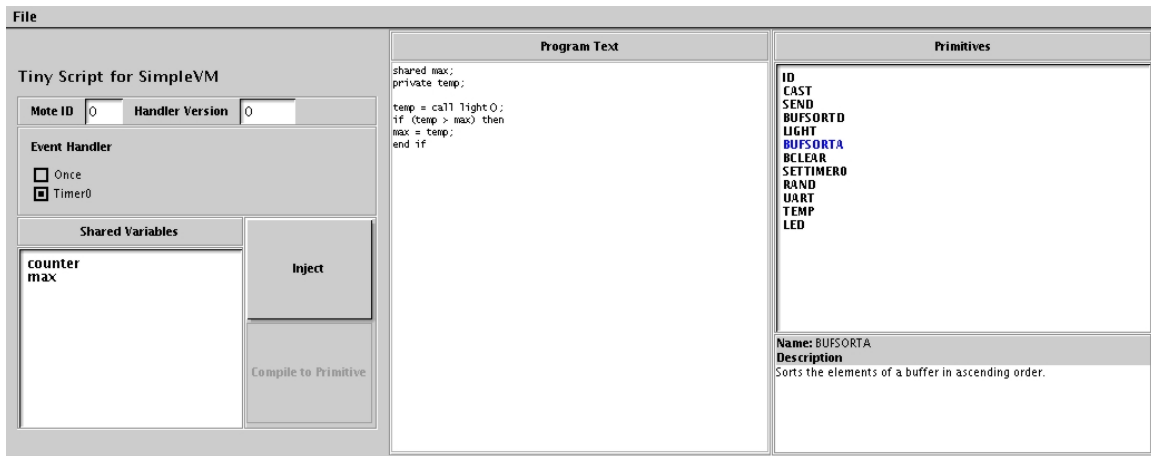 File
Tiny Script for SimpleVM
Mote ID 0 Handler Version 0
Event Handler
Once
Timer0
Shared Variables
counter
max
Inject
Compile to Primitive
Program Text
shared max;
private temp;
temp = call light();
if (temp > max) then
max = temp;
end if
Primitives
ID
CAST
SEND
BUFSORTD
LIGHT
BUFSORTA
BCLEAR
SETTIMER0
RAND
UART
TEMP
LED
Name: BUFSORTA
Description
Sorts the elements of a buffer in ascending order.